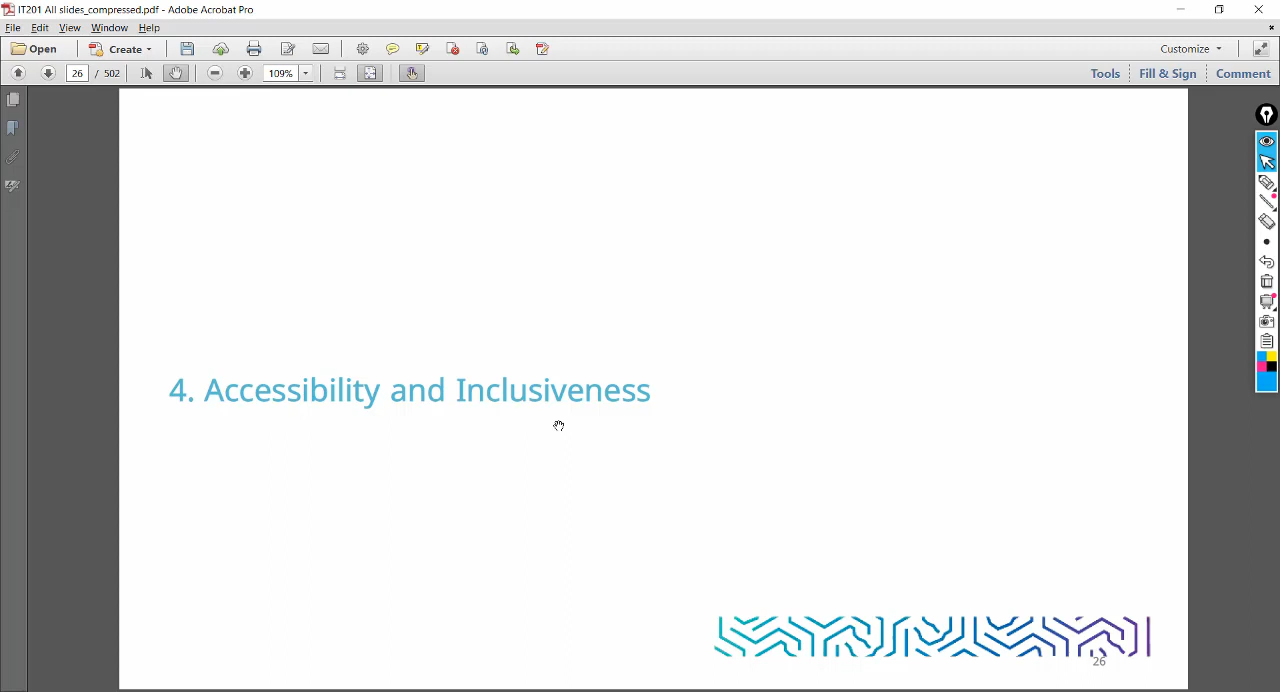 IT201 All slides_compressed.pdf - Adobe Acrobat Pro
File Edit View Window Help
Open Create Customize
26 / 502 109% Tools Fill & Sign Comment
4. Accessibility and Inclusiveness
26